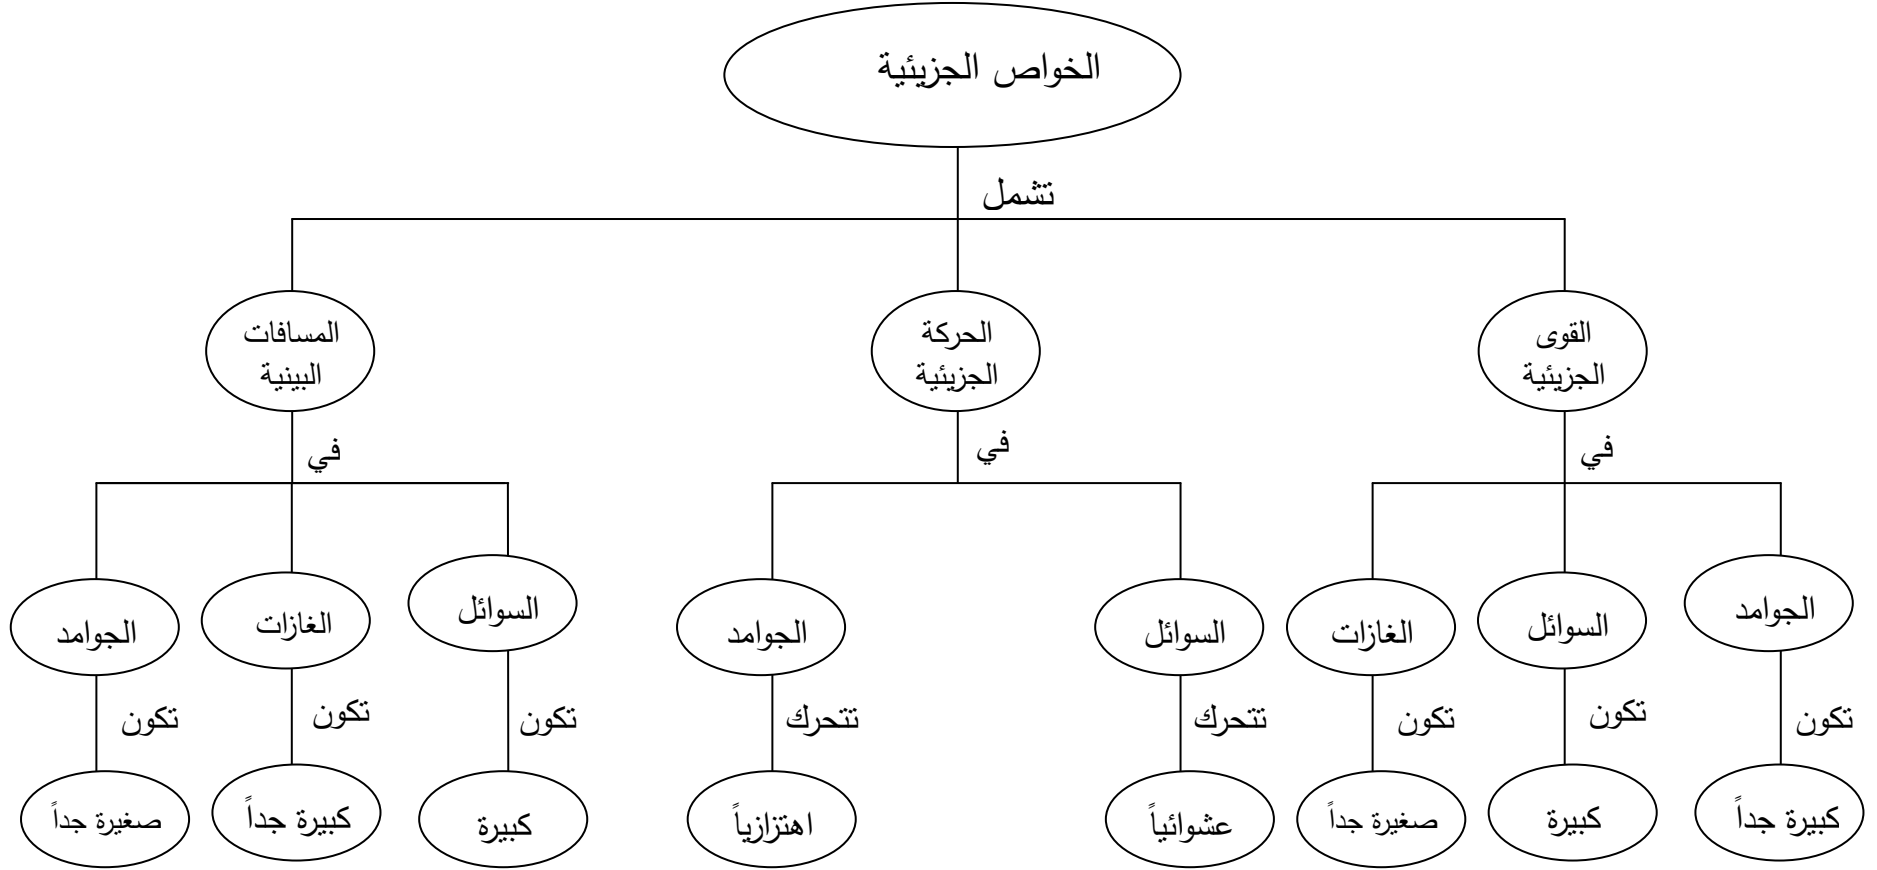 الخواص الجزيئية
تشمل
القوى
الجزيئية
الحركة
الجزيئية
المسافات
البينية
في
في
في
الجوامد
السوائل
الغازات
السوائل
الجوامد
السوائل
الغازات
الجوامد
تكون
تكون
تكون
تتحرك
تتحرك
تكون
تكون
تكون
كبيرة جداً
كبيرة
صغيرة جداً
عشوائياً
اهتزازياً
كبيرة
كبيرة جداً
صغيرة جداً